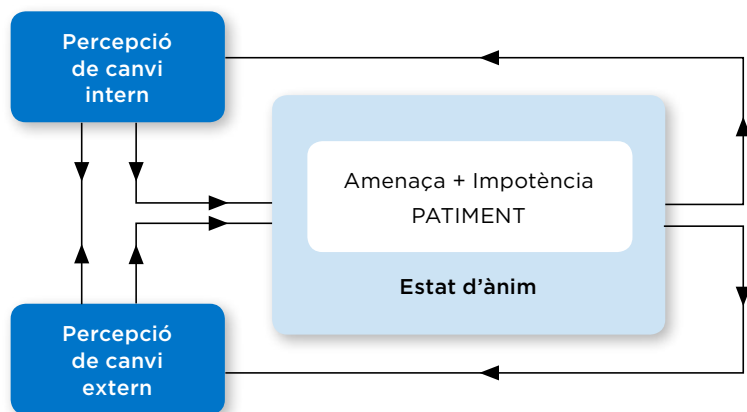 Percepció
de canvi
intern
Amenaça + Impotència
PATIMENT
Estat d'ànim
Percepció
de canvi
extern